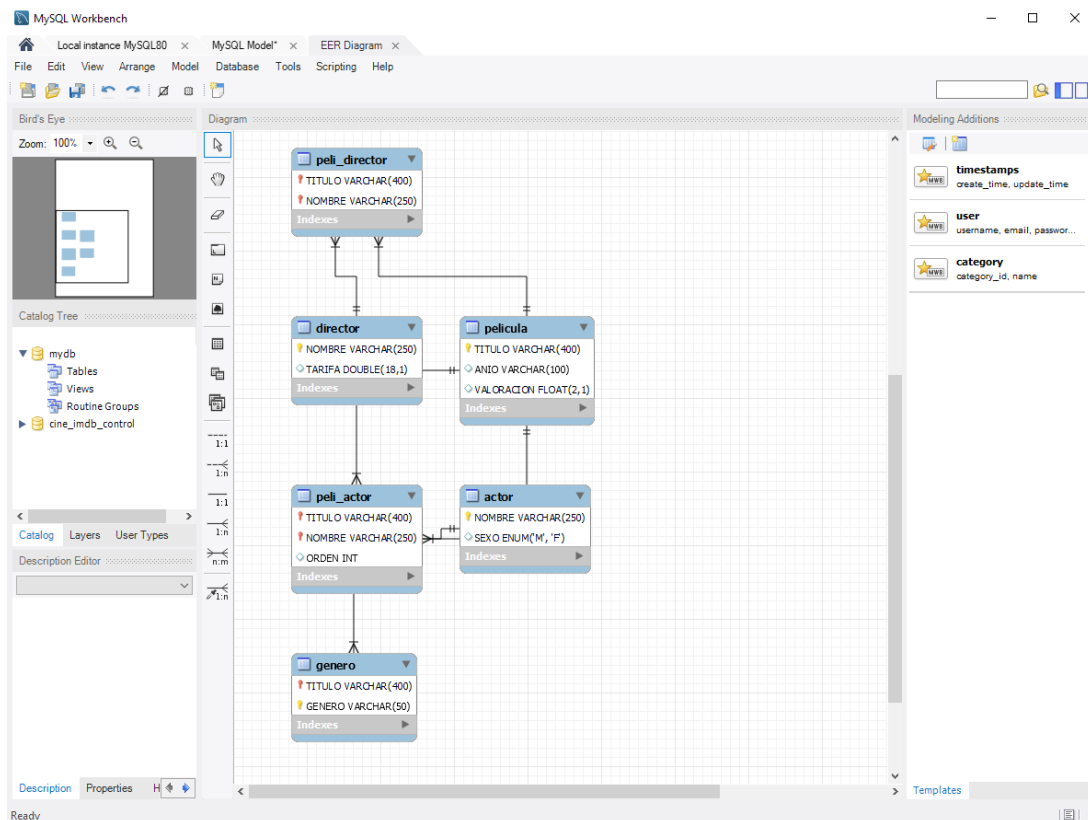 MySQL Workbench
Local instance MySQL80
MySQL Model*
EER Diagram
File Edit View Arrange Model Database Tools Scripting Help
Bird's Eye
Zoom: 100%
Catalog Tree
mydb
Tables
Views
Routine Groups
cine_imdb_control
Catalog Layers User Types
Description Editor
Description Properties H
Ready
Diagram
1:1
1:n
1:1
1:n
n:m
1:n
peli_director
TITULO VARCHAR(400)
NOMBRE VARCHAR(250)
Indexes
director
NOMBRE VARCHAR(250)
TARIFA DOUBLE(18,1)
Indexes
pelicula
TITULO VARCHAR(400)
ANIO VARCHAR(100)
VALORACION FLOAT(2,1)
Indexes
peli_actor
TITULO VARCHAR(400)
NOMBRE VARCHAR(250)
ORDEN INT
Indexes
actor
NOMBRE VARCHAR(250)
SEXO ENUM('M', 'F')
Indexes
genero
TITULO VARCHAR(400)
GENERO VARCHAR(50)
Indexes
Modeling Additions
MWB
timestamps
create_time, update_time
MWB
user
username, email, passwor...
MWB
category
category_id, name
Templates